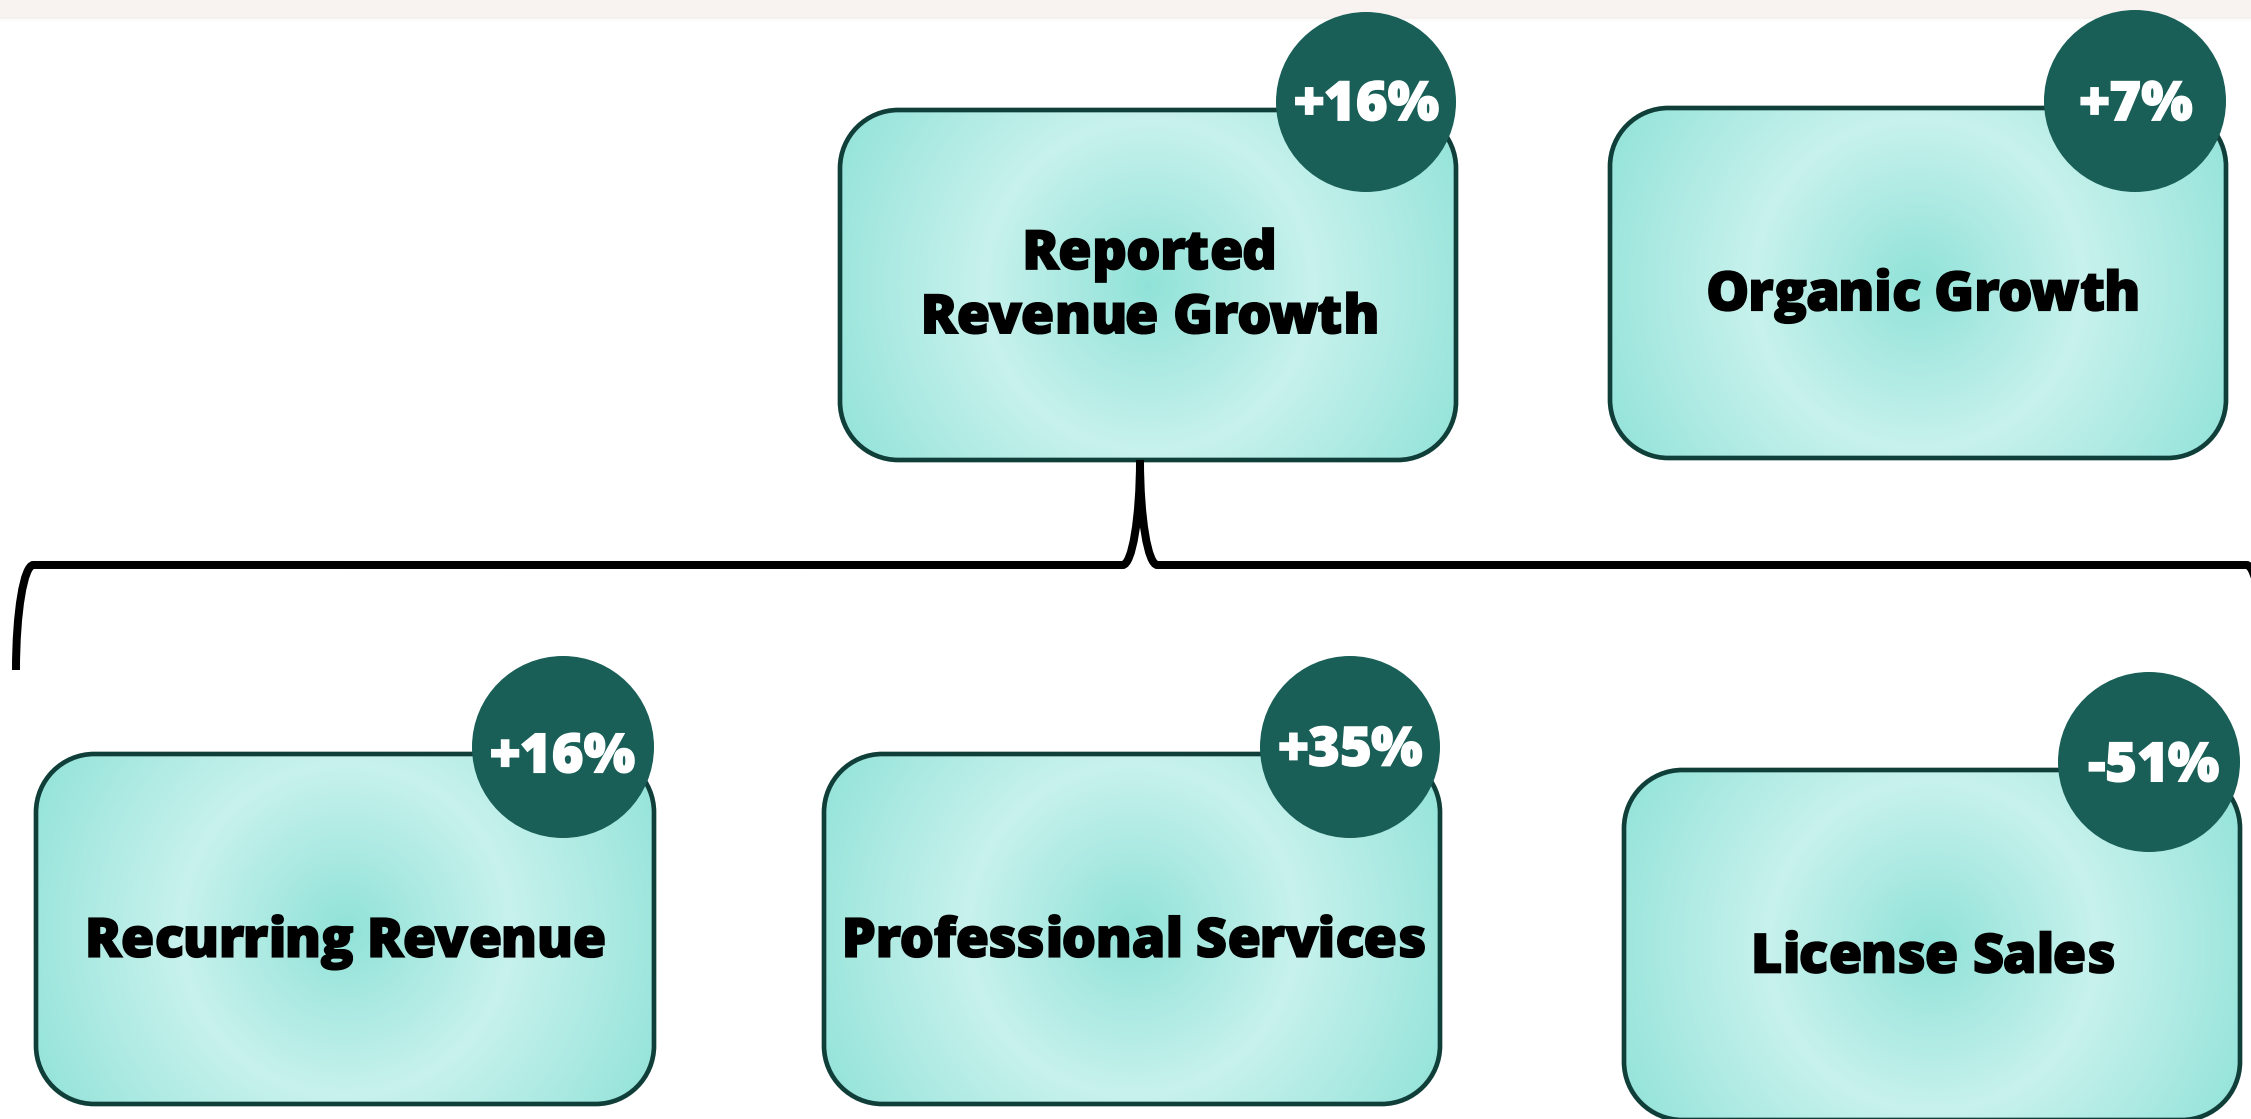 +16%
Reported
Revenue Growth
+7%
Organic Growth
+16%
Recurring Revenue
+35%
Professional Services
-51%
License Sales